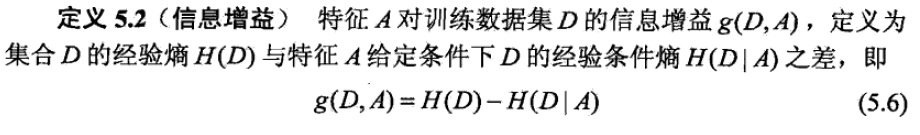 定义 5.2（信息增益） 特征 A 对训练数据集 D 的信息增益 g(D, A)，定义为
集合 D 的经验熵 H(D) 与特征 A 给定条件下 D 的经验条件熵 H(D | A) 之差，即
g(D, A) = H(D) − H(D | A) (5.6)